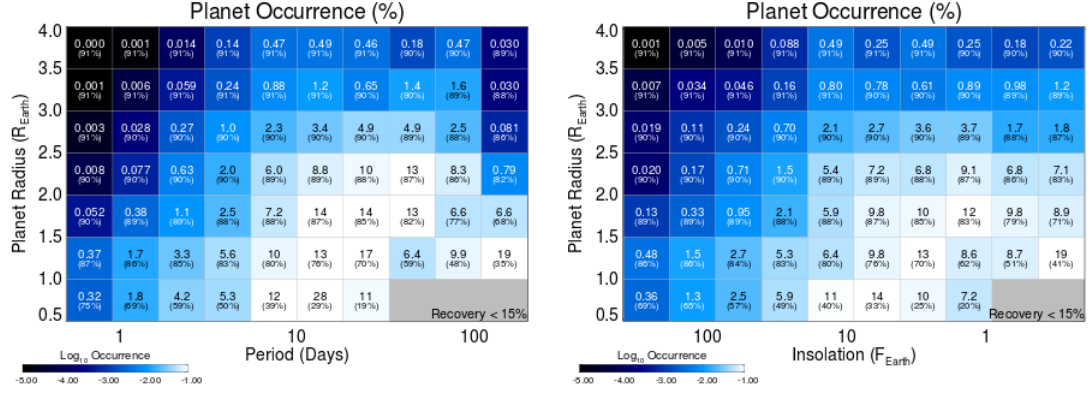 Planet Occurrence (%)
4.0
0.000 0.001 0.014 0.14 0.47 0.49 0.46 0.18 0.47 0.030
(91%) (91%) (91%) (91%) (91%) (91%) (91%) (90%) (90%) (89%)
3.5
0.001 0.006 0.059 0.24 0.88 1.2 0.65 1.4 1.6 0.030
(91%) (91%) (91%) (91%) (91%) (91%) (90%) (90%) (89%) (88%)
3.0
0.003 0.028 0.27 1.0 2.3 3.4 4.9 4.9 2.5 0.081
(91%) (90%) (90%) (90%) (90%) (90%) (90%) (89%) (88%) (86%)
2.5
0.008 0.077 0.63 2.0 6.0 8.8 10 13 8.3 0.79
(90%) (90%) (90%) (90%) (89%) (89%) (88%) (87%) (86%) (82%)
2.0
0.052 0.38 1.1 2.5 7.2 14 14 13 6.6 6.6
(90%) (89%) (89%) (88%) (88%) (87%) (85%) (82%) (77%) (68%)
1.5
0.37 1.7 3.3 5.6 10 13 17 6.4 9.9 19
(87%) (86%) (85%) (83%) (80%) (76%) (70%) (59%) (48%) (35%)
1.0
0.32 1.8 4.2 5.3 12 28 11
(75%) (69%) (59%) (50%) (39%) (29%) (19%)
0.5
Recovery < 15%
Planet Radius (R_Earth)
1 10 100
Period (Days)
Log10 Occurrence
-5.00 -4.00 -3.00 -2.00 -1.00
Planet Occurrence (%)
4.0
0.001 0.005 0.010 0.088 0.49 0.25 0.49 0.25 0.18 0.22
(91%) (91%) (91%) (91%) (91%) (91%) (91%) (90%) (90%) (90%)
3.5
0.007 0.034 0.046 0.16 0.80 0.78 0.61 0.89 0.98 1.2
(91%) (91%) (91%) (91%) (91%) (90%) (90%) (90%) (89%) (89%)
3.0
0.019 0.11 0.24 0.70 2.1 2.7 3.6 3.7 1.7 1.8
(90%) (90%) (90%) (90%) (90%) (90%) (89%) (89%) (88%) (87%)
2.5
0.020 0.17 0.71 1.5 5.4 7.2 6.8 9.1 6.8 7.1
(90%) (90%) (90%) (90%) (89%) (89%) (88%) (87%) (86%) (83%)
2.0
0.13 0.33 0.95 2.1 5.9 9.8 10 12 9.8 8.9
(89%) (89%) (89%) (88%) (88%) (87%) (85%) (83%) (79%) (71%)
1.5
0.48 1.5 2.7 5.3 6.4 9.8 13 8.6 8.7 19
(86%) (86%) (84%) (83%) (80%) (76%) (70%) (62%) (51%) (41%)
1.0
0.36 1.3 2.5 5.9 11 14 10 7.2
(69%) (65%) (57%) (49%) (40%) (33%) (25%) (20%)
0.5
Recovery < 15%
Planet Radius (R_Earth)
100 10 1
Insolation (F_Earth)
Log10 Occurrence
-5.00 -4.00 -3.00 -2.00 -1.00